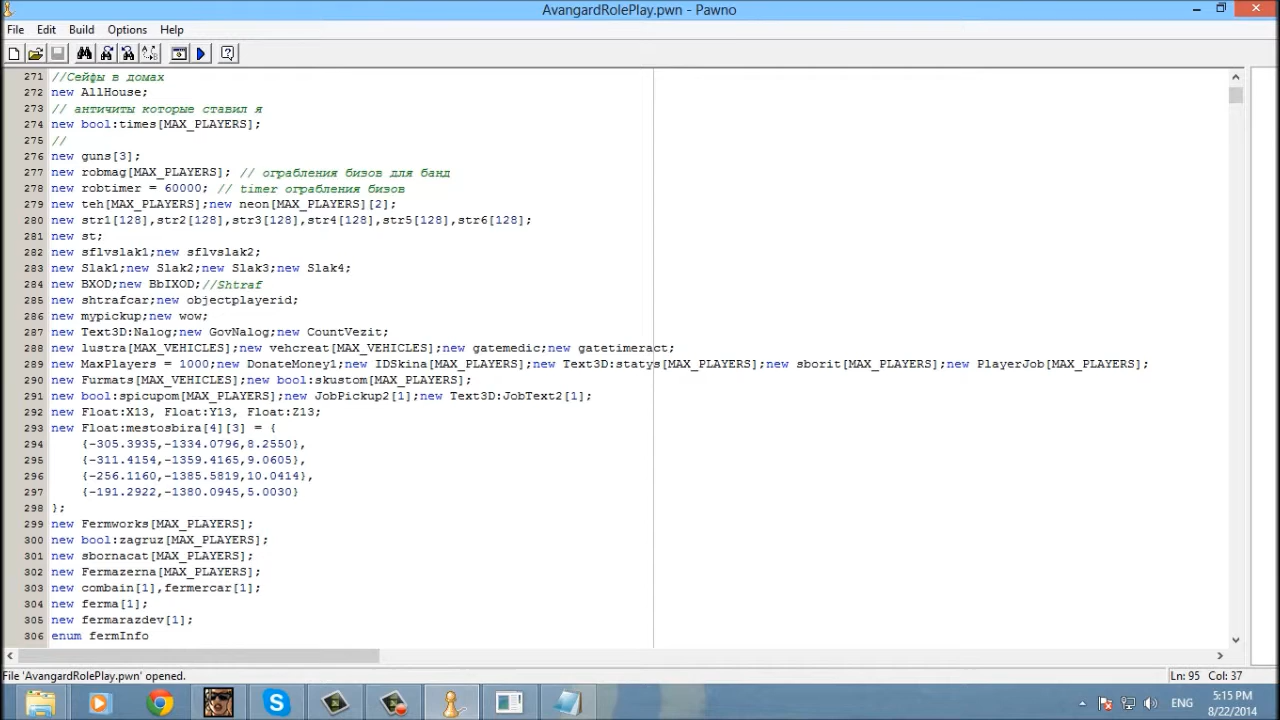 AvangardRolePlay.pwn - Pawno
File Edit Build Options Help
271 //Сейфы в домах
272 new AllHouse;
273 // античиты которые ставил я
274 new bool:times[MAX_PLAYERS];
275 //
276 new guns[3];
277 new robmag[MAX_PLAYERS]; // ограбления бизов для банд
278 new robtimer = 60000; // timer ограбления бизов
279 new teh[MAX_PLAYERS];new neon[MAX_PLAYERS][2];
280 new str1[128],str2[128],str3[128],str4[128],str5[128],str6[128];
281 new st;
282 new sflvslak1;new sflvslak2;
283 new Slak1;new Slak2;new Slak3;new Slak4;
284 new BXOD;new BbIXOD;//Shtraf
285 new shtrafcar;new objectplayerid;
286 new mypickup;new wow;
287 new Text3D:Nalog;new GovNalog;new CountVezit;
288 new lustra[MAX_VEHICLES];new vehcreat[MAX_VEHICLES];new gatemedic;new gatetimeract;
289 new MaxPlayers = 1000;new DonateMoney1;new IDSkina[MAX_PLAYERS];new Text3D:statys[MAX_PLAYERS];new sborit[MAX_PLAYERS];new PlayerJob[MAX_PLAYERS];
290 new Furmats[MAX_VEHICLES];new bool:skustom[MAX_PLAYERS];
291 new bool:spicupom[MAX_PLAYERS];new JobPickup2[1];new Text3D:JobText2[1];
292 new Float:X13, Float:Y13, Float:Z13;
293 new Float:mestosbira[4][3] = {
294 {-305.3935,-1334.0796,8.2550},
295 {-311.4154,-1359.4165,9.0605},
296 {-256.1160,-1385.5819,10.0414},
297 {-191.2922,-1380.0945,5.0030}
298 };
299 new Fermworks[MAX_PLAYERS];
300 new bool:zagruz[MAX_PLAYERS];
301 new sbornacat[MAX_PLAYERS];
302 new Fermazerna[MAX_PLAYERS];
303 new combain[1],fermercar[1];
304 new ferma[1];
305 new fermarazdev[1];
306 enum fermInfo
File 'AvangardRolePlay.pwn' opened.
Ln: 95 Col: 37
ENG
5:15 PM
8/22/2014